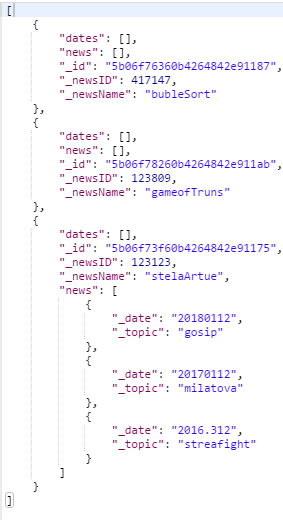 [
    {
        "dates": [],
        "news": [],
        "_id": "5b06f76360b4264842e91187",
        "_newsID": 417147,
        "_newsName": "bubleSort"
    },
    {
        "dates": [],
        "news": [],
        "_id": "5b06f78260b4264842e911ab",
        "_newsID": 123809,
        "_newsName": "gameofTruns"
    },
    {
        "dates": [],
        "_id": "5b06f73f60b4264842e91175",
        "_newsID": 123123,
        "_newsName": "stelaArtue",
        "news": [
            {
                "_date": "20180112",
                "_topic": "gosip"
            },
            {
                "_date": "20170112",
                "_topic": "milatova"
            },
            {
                "_date": "2016.312",
                "_topic": "streafight"
            }
        ]
    }
]